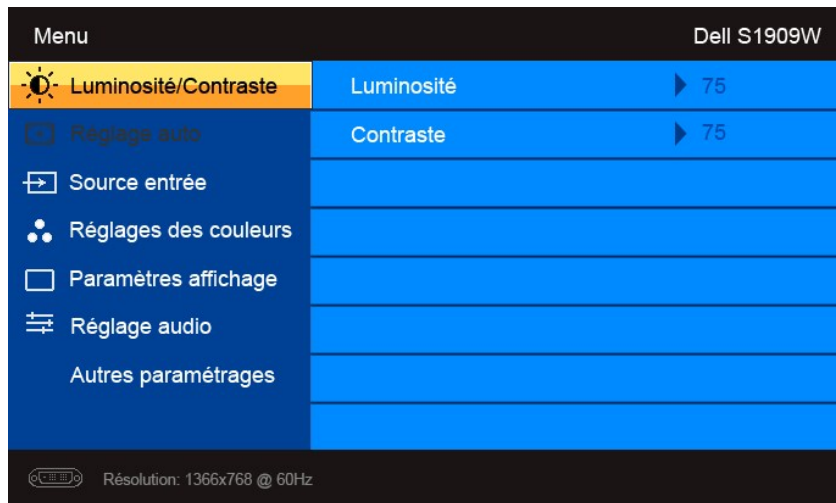 Menu Dell S1909W
Luminosité/Contraste Luminosité 75
Réglage auto Contraste 75
Source entrée
Réglages des couleurs
Paramètres affichage
Réglage audio
Autres paramétrages
Résolution: 1366x768 @ 60Hz